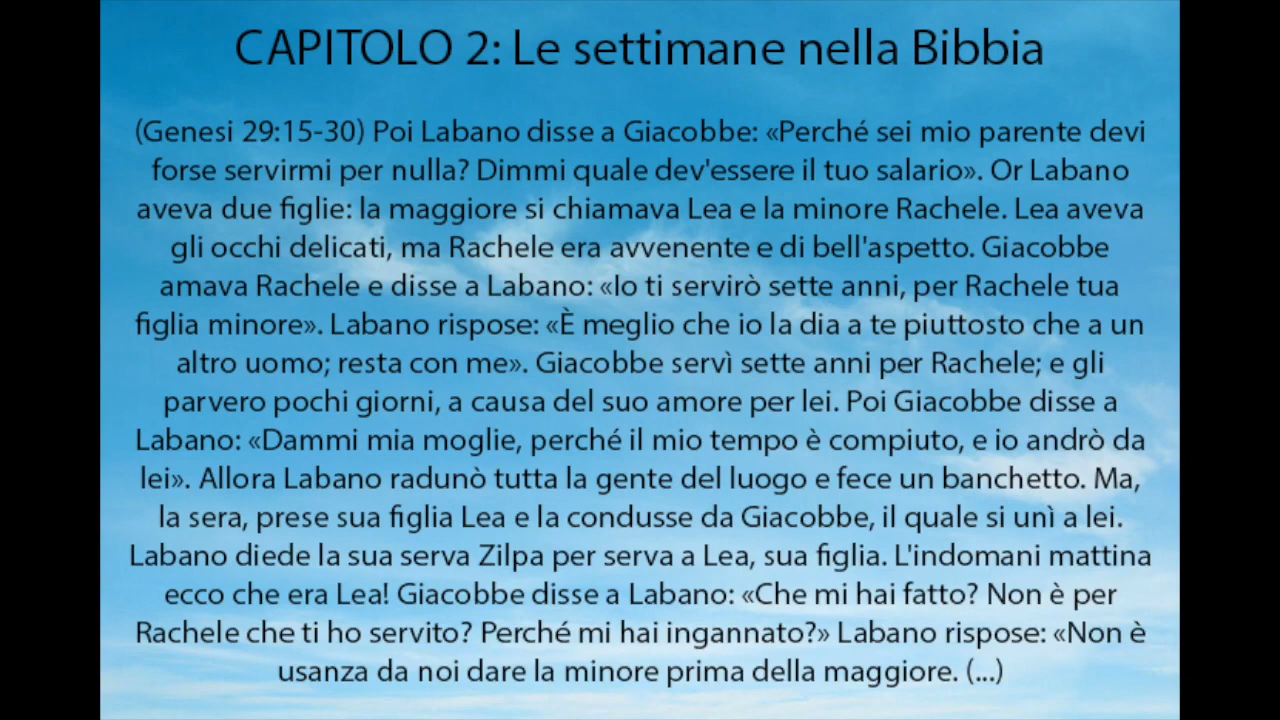 CAPITOLO 2: Le settimane nella Bibbia
(Genesi 29:15-30) Poi Labano disse a Giacobbe: «Perché sei mio parente devi
forse servirmi per nulla? Dimmi quale dev'essere il tuo salario». Or Labano
aveva due figlie: la maggiore si chiamava Lea e la minore Rachele. Lea aveva
gli occhi delicati, ma Rachele era avvenente e di bell'aspetto. Giacobbe
amava Rachele e disse a Labano: «Io ti servirò sette anni, per Rachele tua
figlia minore». Labano rispose: «È meglio che io la dia a te piuttosto che a un
altro uomo; resta con me». Giacobbe servì sette anni per Rachele; e gli
parvero pochi giorni, a causa del suo amore per lei. Poi Giacobbe disse a
Labano: «Dammi mia moglie, perché il mio tempo è compiuto, e io andrò da
lei». Allora Labano radunò tutta la gente del luogo e fece un banchetto. Ma,
la sera, prese sua figlia Lea e la condusse da Giacobbe, il quale si unì a lei.
Labano diede la sua serva Zilpa per serva a Lea, sua figlia. L'indomani mattina
ecco che era Lea! Giacobbe disse a Labano: «Che mi hai fatto? Non è per
Rachele che ti ho servito? Perché mi hai ingannato?» Labano rispose: «Non è
usanza da noi dare la minore prima della maggiore. (...)